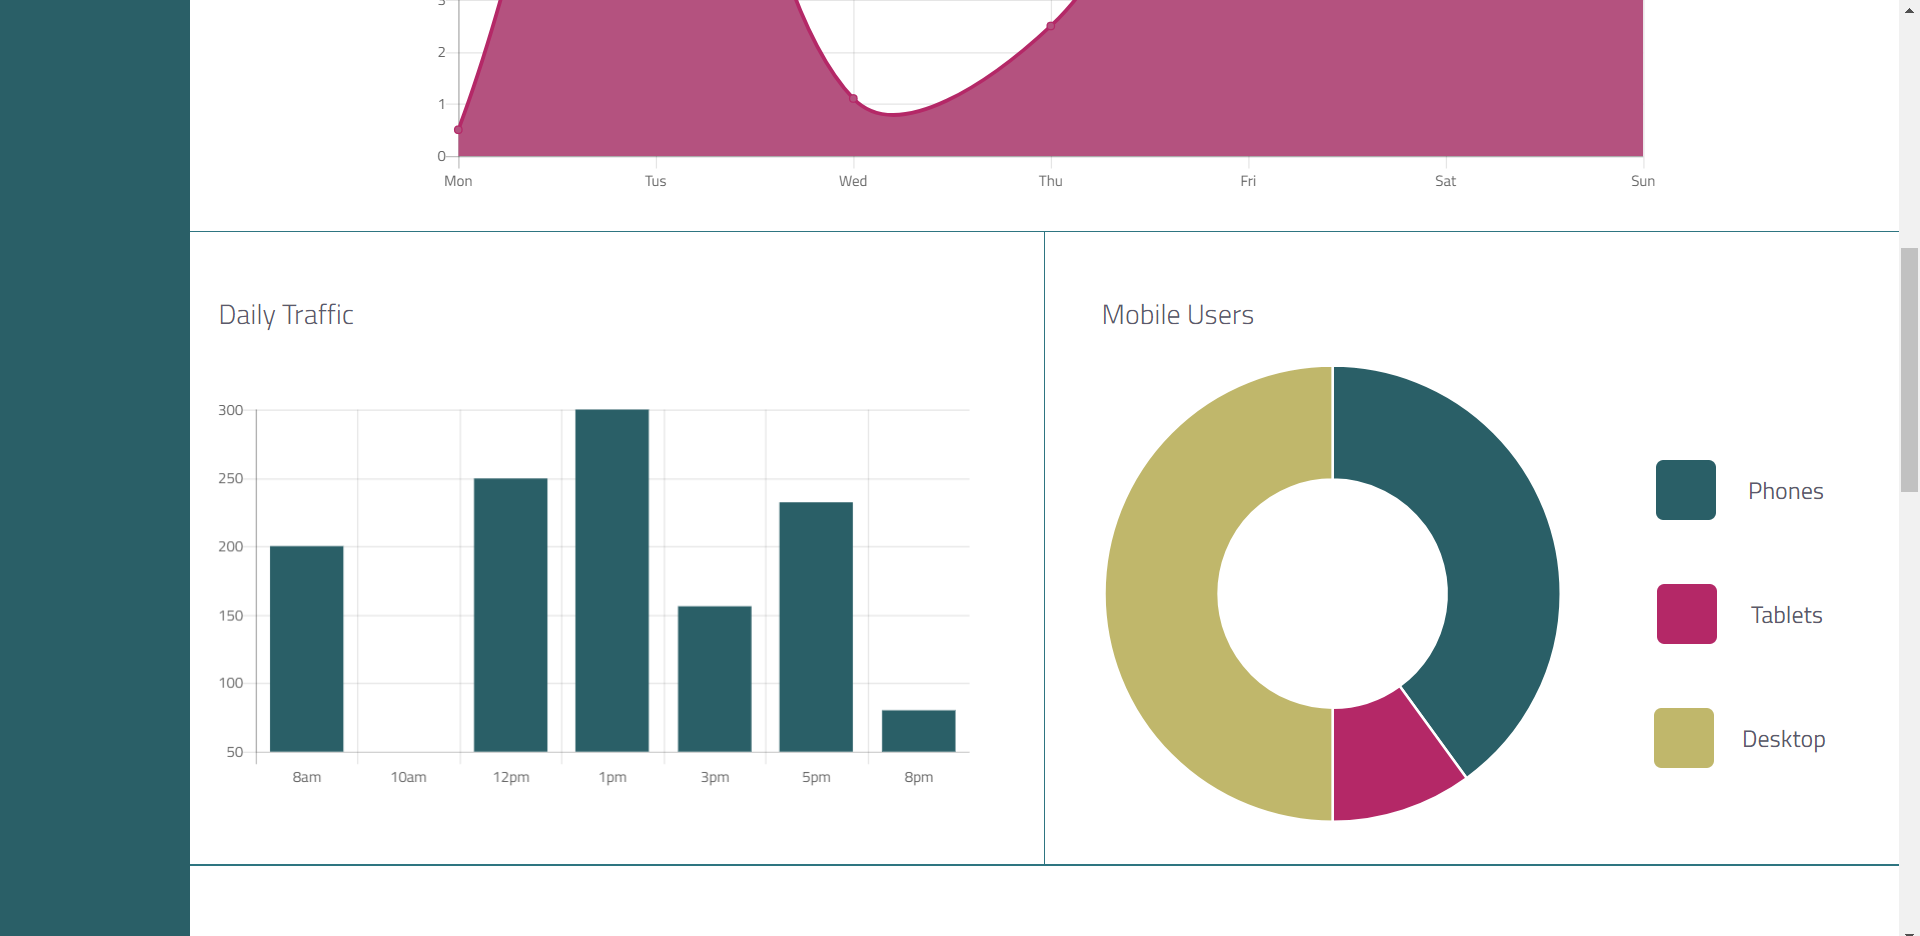 3
2
1
0
Mon Tus Wed Thu Fri Sat Sun
Daily Traffic
300
250
200
150
100
50
8am 10am 12pm 1pm 3pm 5pm 8pm
Mobile Users
Phones
Tablets
Desktop